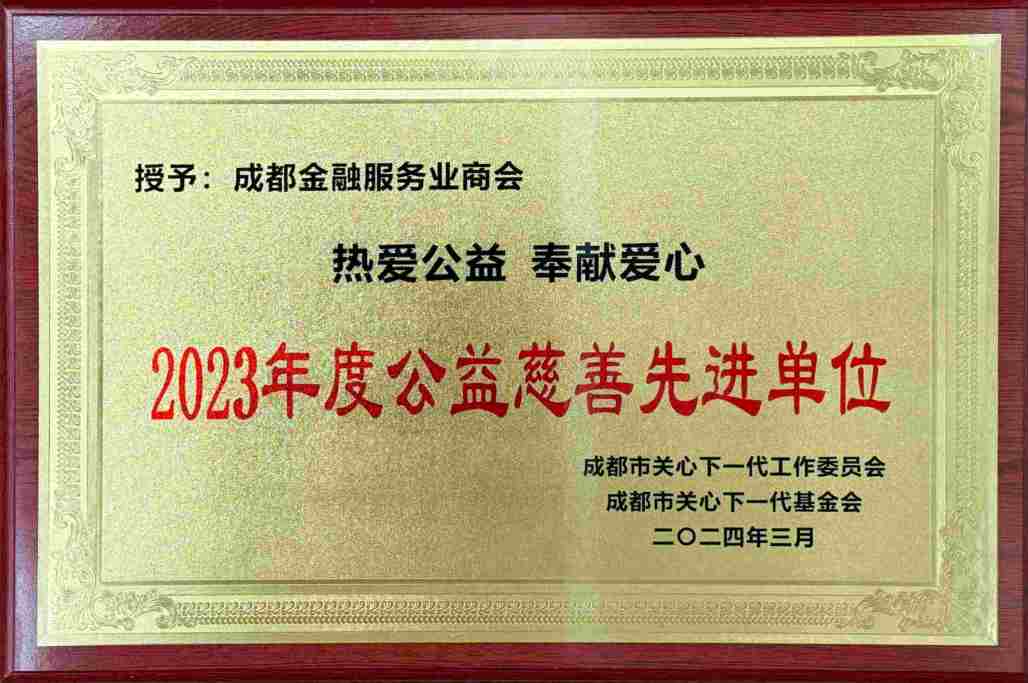 授予：成都金融服务业商会
热爱公益 奉献爱心
2023年度公益慈善先进单位
成都市关心下一代工作委员会
成都市关心下一代基金会
二〇二四年三月